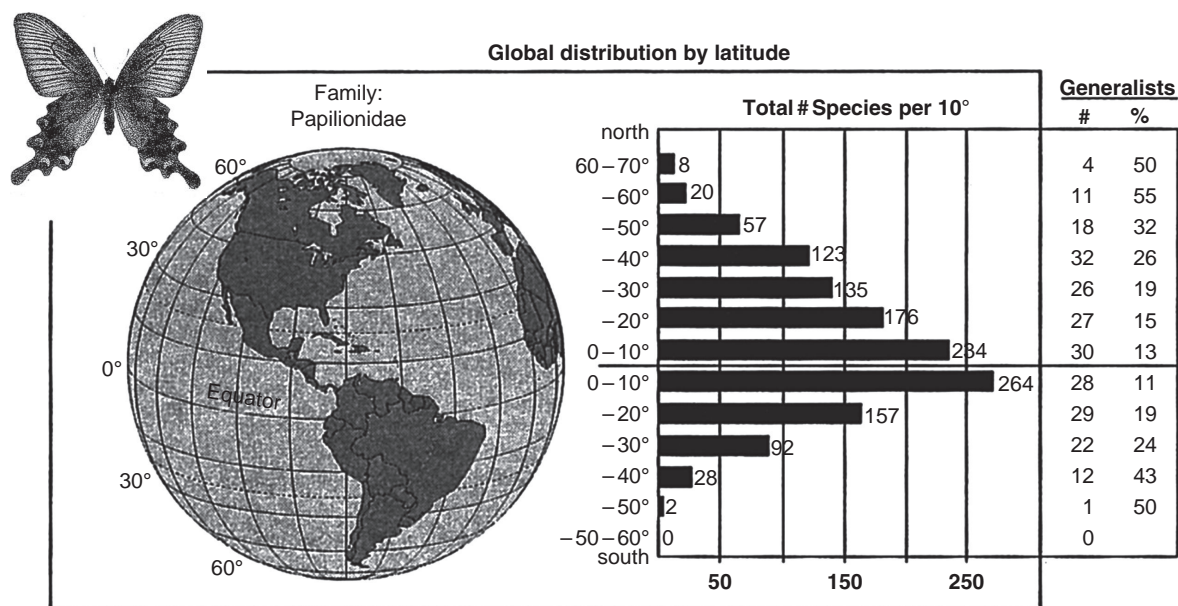 Global distribution by latitude
Family:
Papilionidae
60°
30°
0°
Equator
30°
60°
Total # Species per 10°
Generalists
# %
north
60–70° 8 4 50
–60° 20 11 55
–50° 57 18 32
–40° 123 32 26
–30° 135 26 19
–20° 176 27 15
0–10° 234 30 13
0–10° 264 28 11
–20° 157 29 19
–30° 92 22 24
–40° 28 12 43
–50° 2 1 50
–50–60° 0 0
south
50 150 250